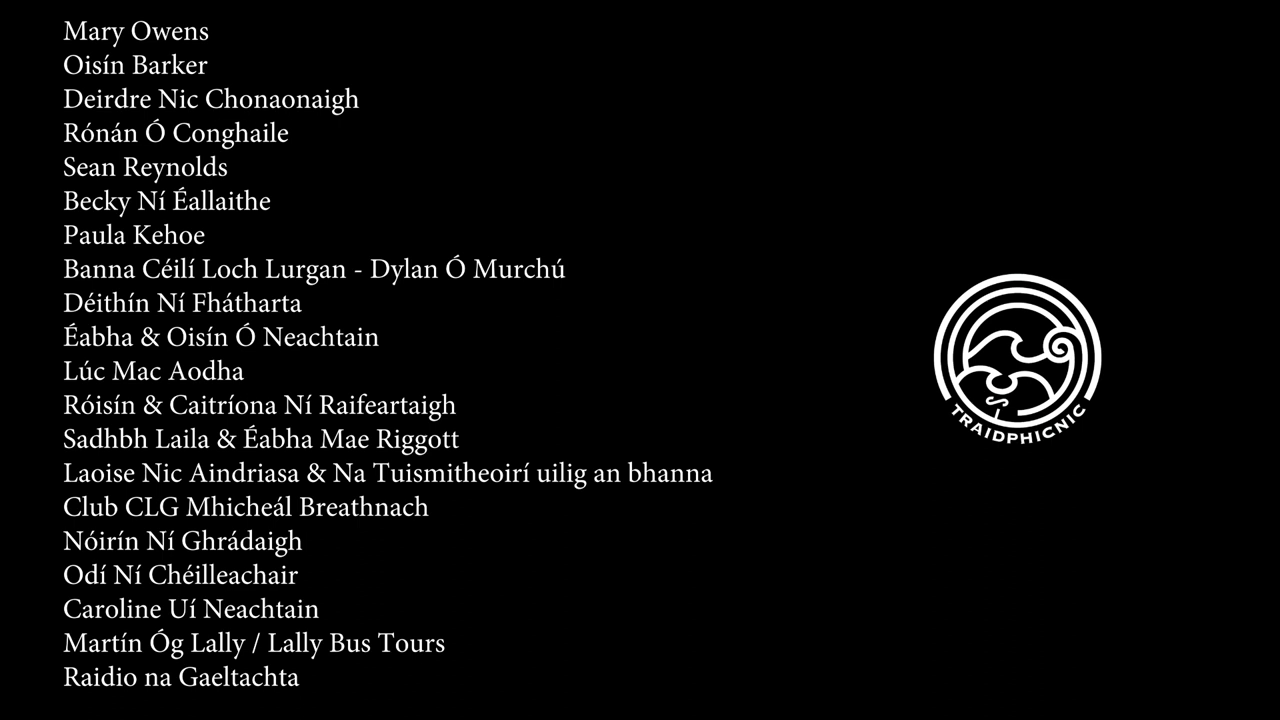 Mary Owens
Oisín Barker
Deirdre Nic Chonaonaigh
Rónán Ó Conghaile
Sean Reynolds
Becky Ní Éallaithe
Paula Kehoe
Banna Céilí Loch Lurgan - Dylan Ó Murchú
Déithín Ní Fhátharta
Éabha & Oisín Ó Neachtain
Lúc Mac Aodha
Róisín & Caitríona Ní Raifeartaigh
Sadhbh Laila & Éabha Mae Riggott
Laoise Nic Aindriasa & Na Tuismitheoirí uilig an bhanna
Club CLG Mhicheál Breathnach
Nóirín Ní Ghrádaigh
Odí Ní Chéilleachair
Caroline Uí Neachtain
Martín Óg Lally / Lally Bus Tours
Raidio na Gaeltachta
TRAIDPHICNIC